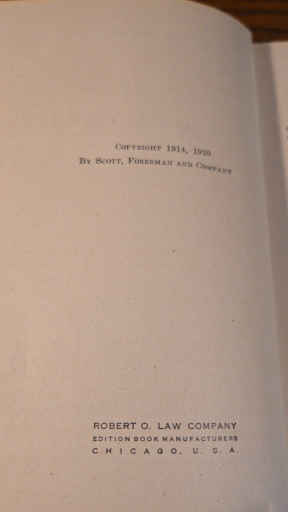 COPYRIGHT 1914, 1920
BY SCOTT, FORESMAN AND COMPANY
ROBERT O. LAW COMPANY
EDITION BOOK MANUFACTURERS
CHICAGO, U. S. A.